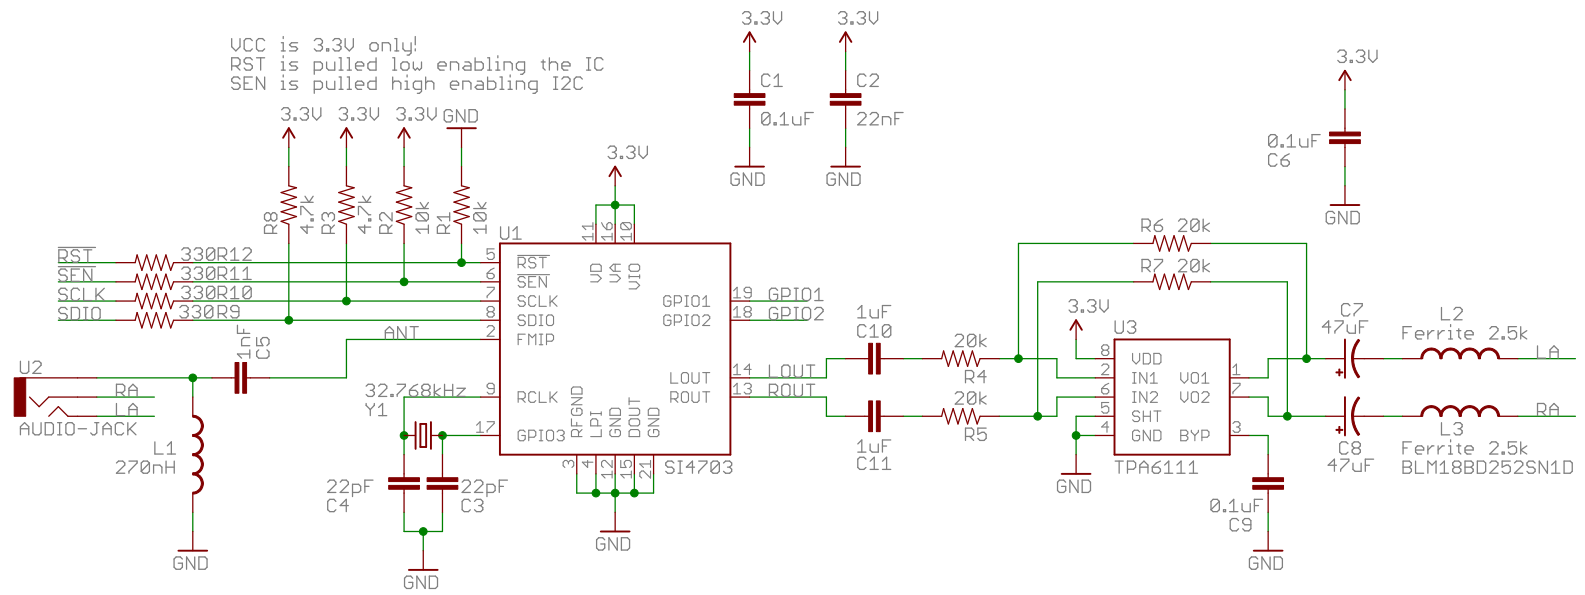 VCC is 3.3V only!
RST is pulled low enabling the IC
SEN is pulled high enabling I2C
3.3V
3.3V
3.3V
GND
R8
4.7k
R3
4.7k
R2
10k
R1
10k
3.3V
C1
0.1uF
GND
3.3V
C2
22nF
GND
3.3V
0.1uF
C6
GND
RST
330R12
SEN
330R11
SCLK
330R10
SDIO
330R9
1nF
C5
ANT
U2
RA
LA
AUDIO-JACK
L1
270nH
GND
32.768kHz
Y1
22pF
C4
22pF
C3
GND
3.3V
U1
11
16
10
VD
VA
VIO
5
RST
6
SEN
7
SCLK
8
SDIO
2
FMIP
9
RCLK
17
GPIO3
GPIO1
19
GPIO1
GPIO2
18
GPIO2
LOUT
14
LOUT
ROUT
13
ROUT
RFGND
LPI
GND
DOUT
GND
3
4
12
15
21
SI4703
GND
1uF
C10
1uF
C11
20k
R4
20k
R5
R6 20k
R7 20k
3.3V
U3
8
VDD
2
IN1
6
IN2
5
SHT
4
GND
VO1
1
VO2
7
BYP
3
TPA6111
GND
0.1uF
C9
GND
C7
47uF
+
+
C8
47uF
L2
Ferrite 2.5k
LA
RA
L3
Ferrite 2.5k
BLM18BD252SN1D